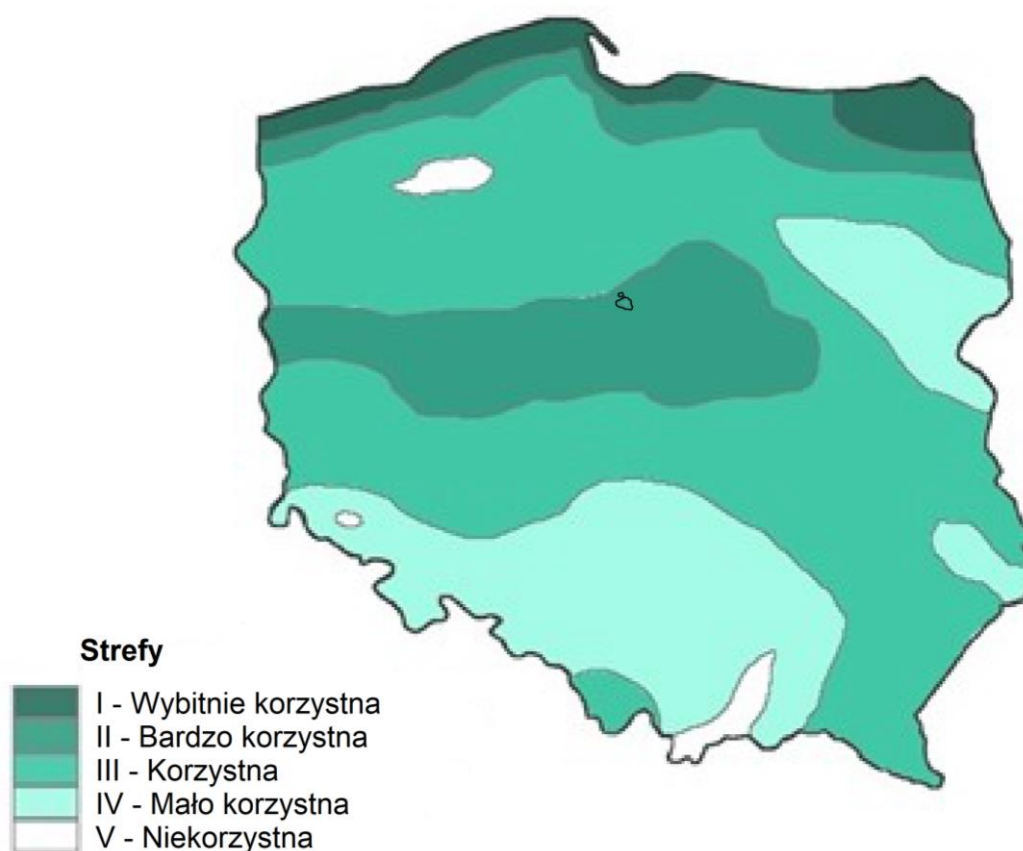 Strefy
I - Wybitnie korzystna
II - Bardzo korzystna
III - Korzystna
IV - Mało korzystna
V - Niekorzystna